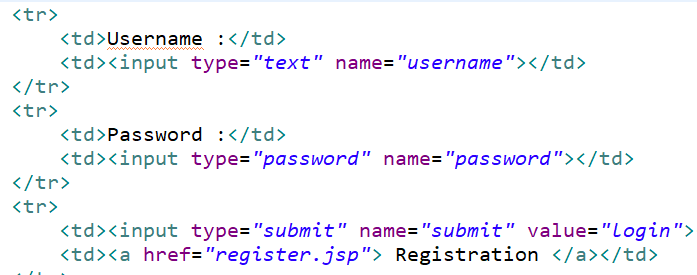 <tr>
<td>Username :</td>
<td><input type="text" name="username"></td>
</tr>
<tr>
<td>Password :</td>
<td><input type="password" name="password"></td>
</tr>
<tr>
<td><input type="submit" name="submit" value="login">
<td><a href="register.jsp"> Registration </a></td>